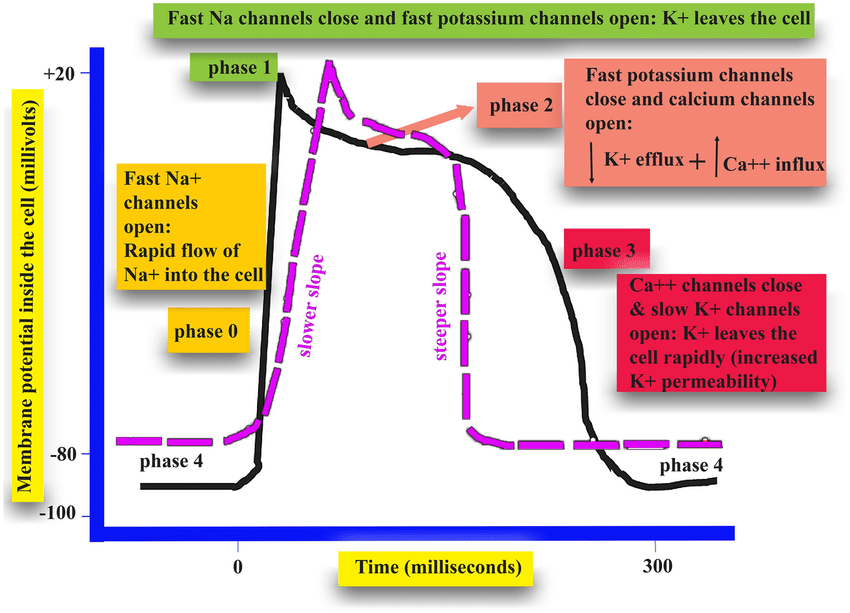 Fast Na channels close and fast potassium channels open: K+ leaves the cell
+20
phase 1
phase 2
Fast potassium channels
close and calcium channels
open:
↓ K+ efflux + ↑ Ca++ influx
Fast Na+
channels
open:
Rapid flow of
Na+ into the cell
phase 0
slower slope
steeper slope
phase 3
Ca++ channels close
& slow K+ channels
open: K+ leaves the
cell rapidly (increased
K+ permeability)
Membrane potential inside the cell (millivolts)
-80
phase 4
phase 4
-100
0
Time (milliseconds)
300